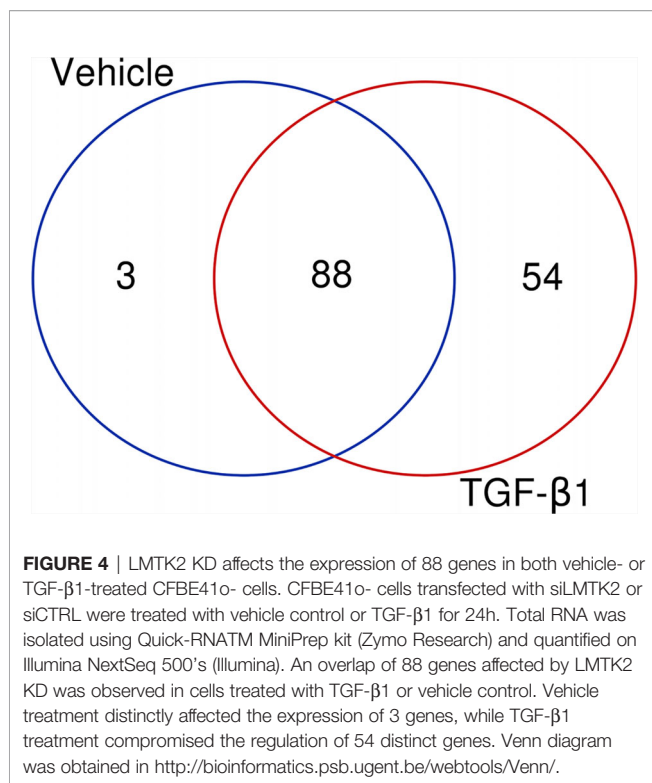 Vehicle
3
88
54
TGF-β1
FIGURE 4 | LMTK2 KD affects the expression of 88 genes in both vehicle- or
TGF-β1-treated CFBE41o- cells. CFBE41o- cells transfected with siLMTK2 or
siCTRL were treated with vehicle control or TGF-β1 for 24h. Total RNA was
isolated using Quick-RNATM MiniPrep kit (Zymo Research) and quantified on
Illumina NextSeq 500's (Illumina). An overlap of 88 genes affected by LMTK2
KD was observed in cells treated with TGF-β1 or vehicle control. Vehicle
treatment distinctly affected the expression of 3 genes, while TGF-β1
treatment compromised the regulation of 54 distinct genes. Venn diagram
was obtained in http://bioinformatics.psb.ugent.be/webtools/Venn/.